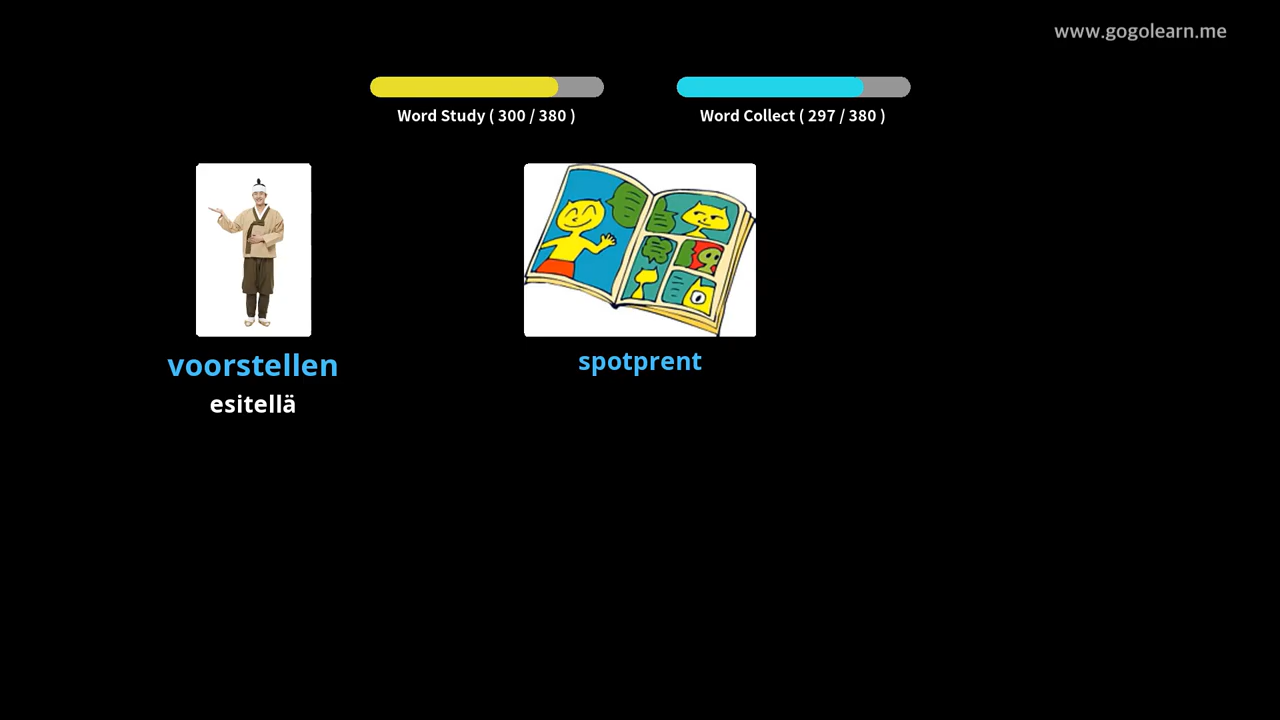 www.gogolearn.me
Word Study ( 300 / 380 )
Word Collect ( 297 / 380 )
voorstellen
esitellä
spotprent